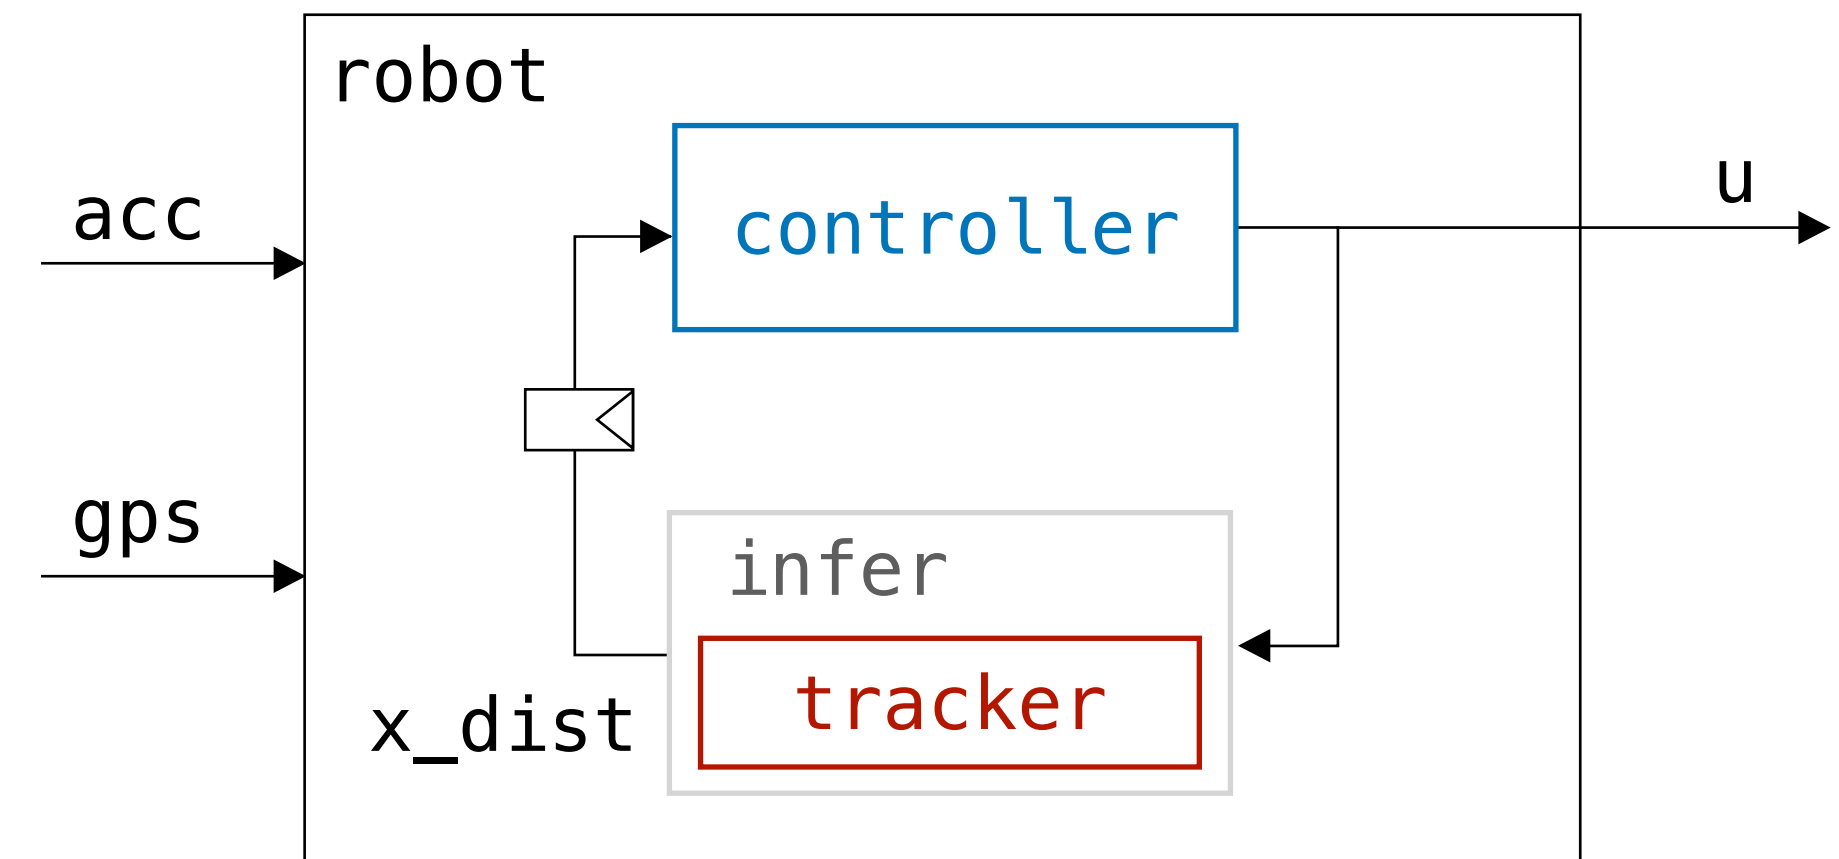 robot
acc
controller
u
gps
infer
tracker
x_dist